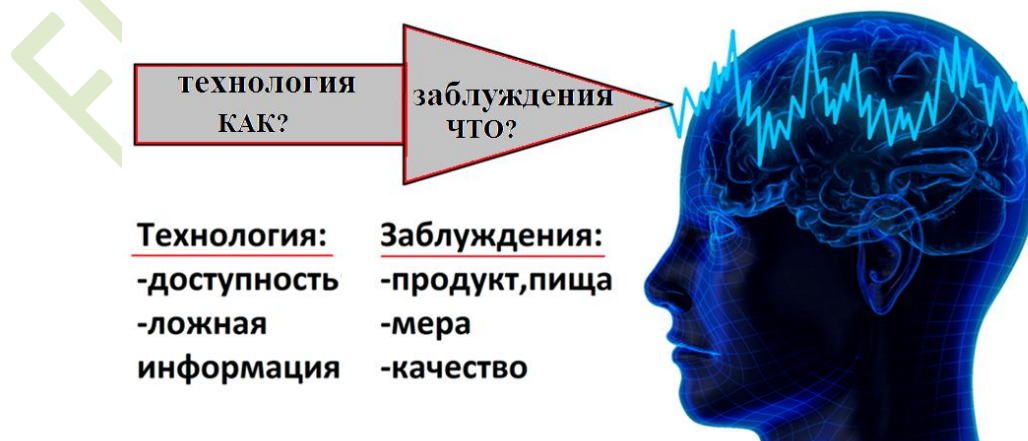 технология
КАК?
заблуждения
ЧТО?
Технология:
-доступность
-ложная
информация
Заблуждения:
-продукт,пища
-мера
-качество